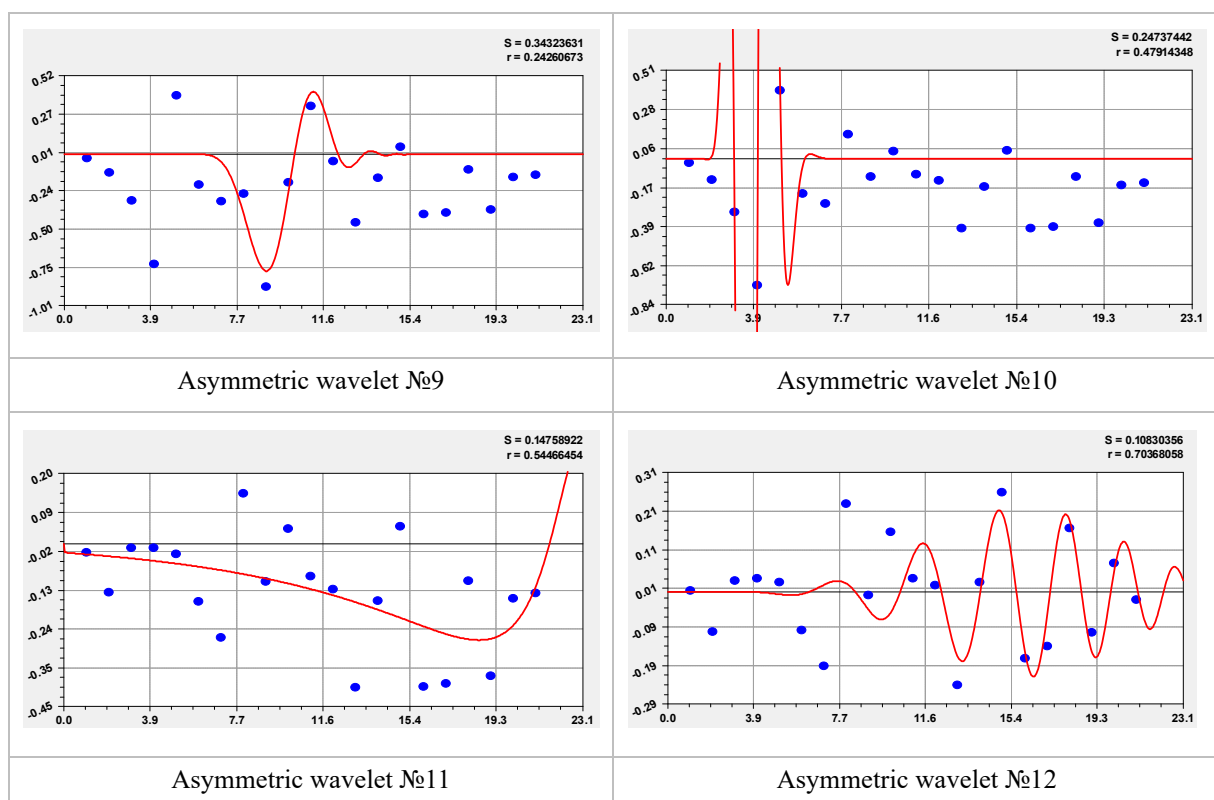 S = 0.34323631
r = 0.24260673
0.52
0.27
0.01
-0.24
-0.50
-0.75
-1.01
0.0 3.9 7.7 11.6 15.4 19.3 23.1
S = 0.24737442
r = 0.47914348
0.51
0.28
0.06
-0.17
-0.39
-0.62
-0.84
0.0 3.9 7.7 11.6 15.4 19.3 23.1
Asymmetric wavelet №9
Asymmetric wavelet №10
S = 0.14758922
r = 0.54466454
0.20
0.09
-0.02
-0.13
-0.24
-0.35
-0.45
0.0 3.9 7.7 11.6 15.4 19.3 23.1
S = 0.10830356
r = 0.70368058
0.31
0.21
0.11
0.01
-0.09
-0.19
-0.29
0.0 3.9 7.7 11.6 15.4 19.3 23.1
Asymmetric wavelet №11
Asymmetric wavelet №12